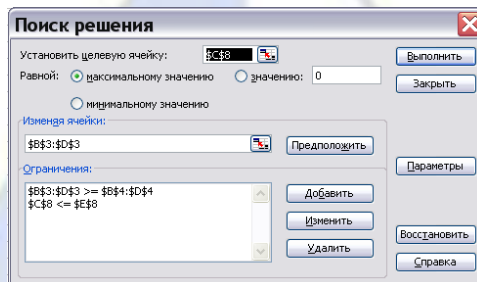 Поиск решения
Установить целевую ячейку: $C$8 Выполнить
Равной: максимальному значению значению: 0 Закрыть
минимальному значению
Изменяя ячейки:
$B$3:$D$3 Предположить
Параметры
Ограничения:
$B$3:$D$3 >= $B$4:$D$4 Добавить
$C$8 <= $E$8
Изменить
Восстановить
Удалить
Справка